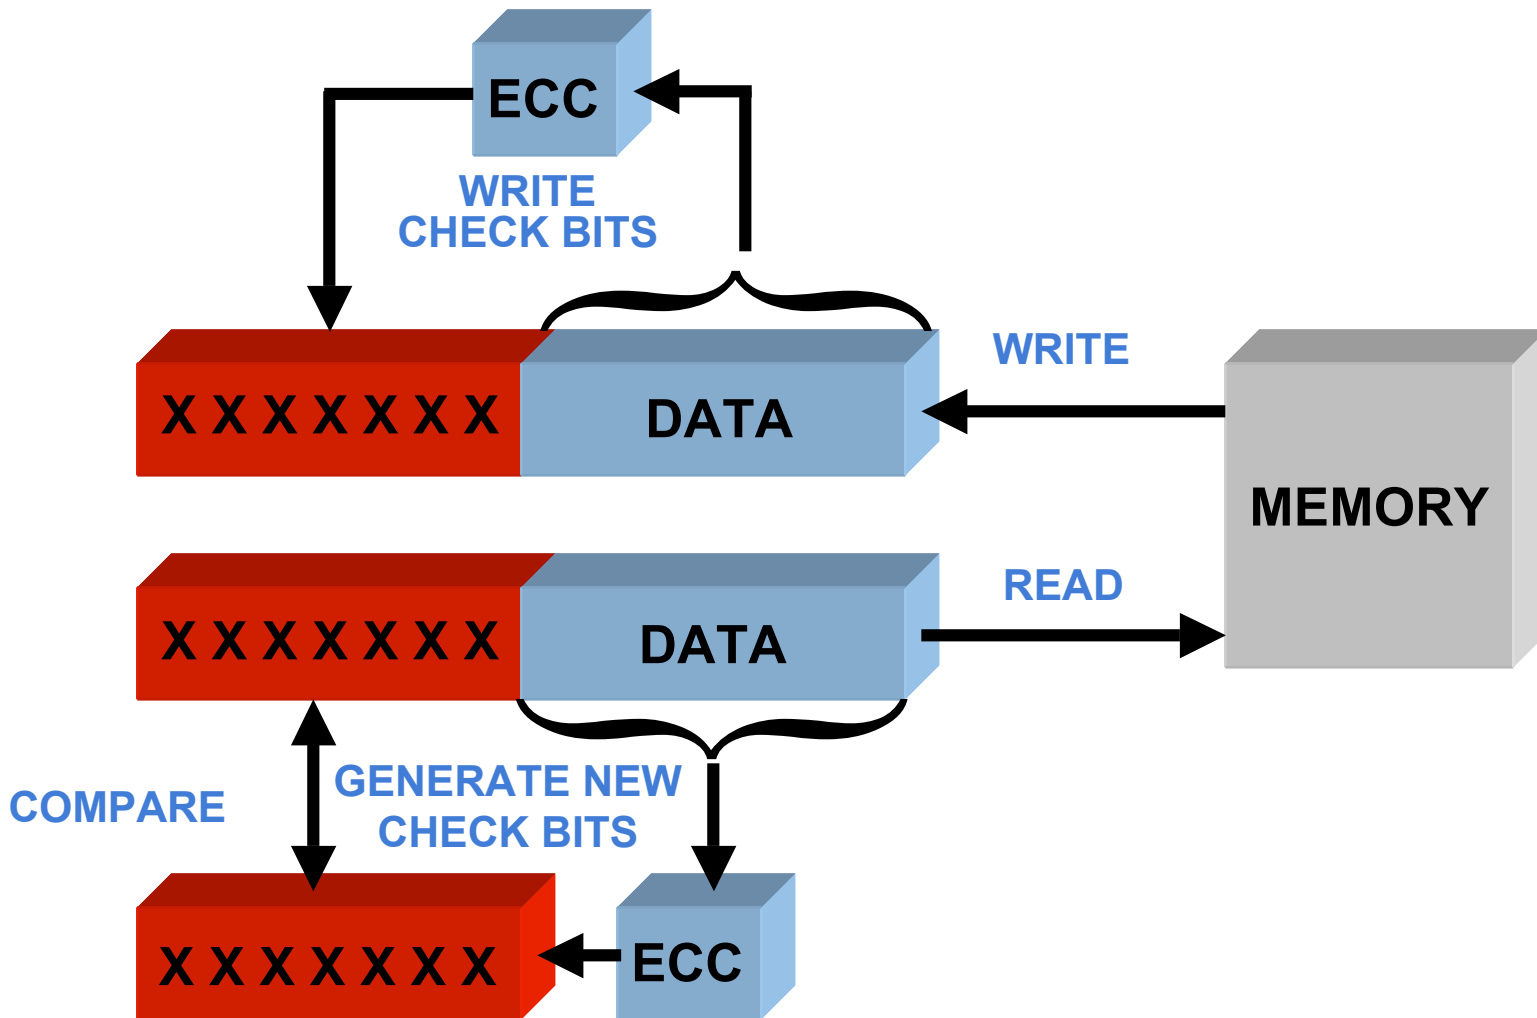 ECC
WRITE
CHECK BITS
WRITE
X X X X X X X
DATA
MEMORY
READ
X X X X X X X
DATA
GENERATE NEW
COMPARE
CHECK BITS
X X X X X X X
ECC